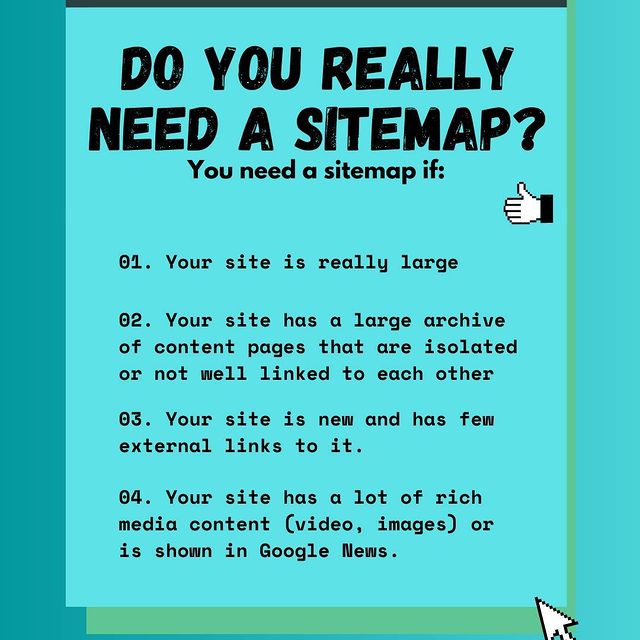 DO YOU REALLY
NEED A SITEMAP?
You need a sitemap if:
01. Your site is really large
02. Your site has a large archive
of content pages that are isolated
or not well linked to each other
03. Your site is new and has few
external links to it.
04. Your site has a lot of rich
media content (video, images) or
is shown in Google News.